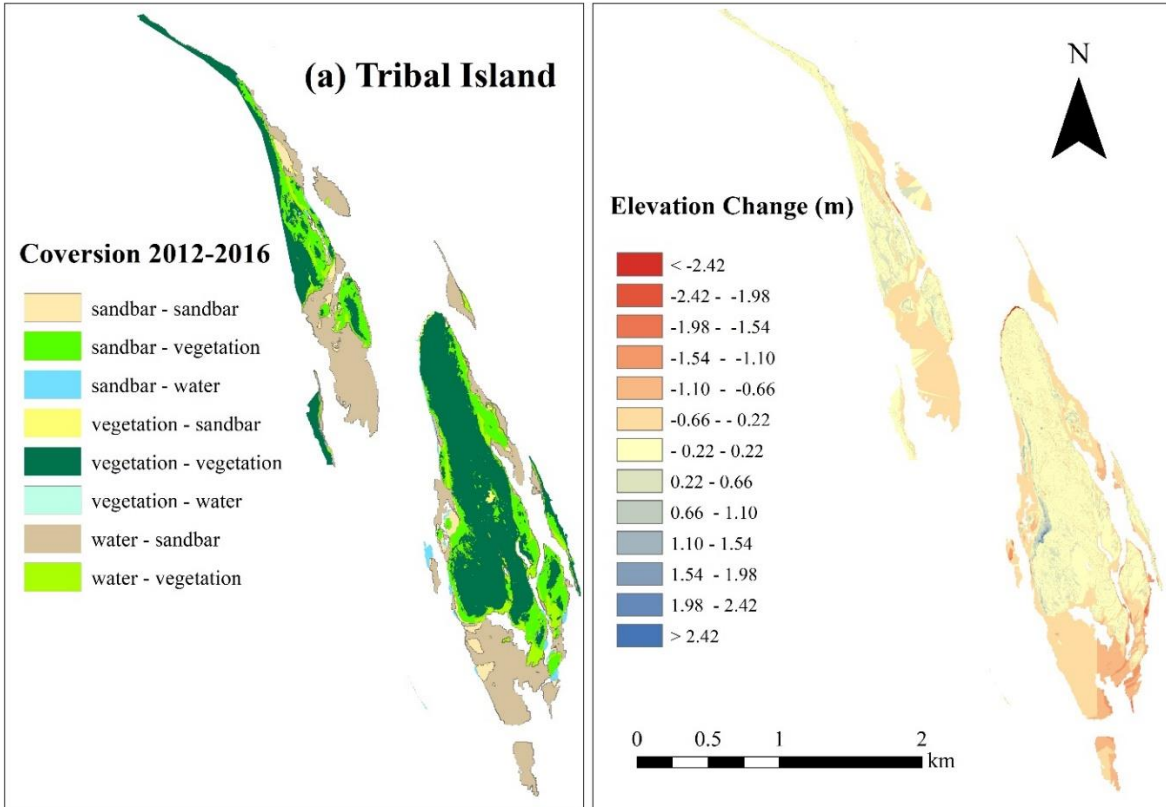 (a) Tribal Island
Coversion 2012-2016
sandbar - sandbar
sandbar - vegetation
sandbar - water
vegetation - sandbar
vegetation - vegetation
vegetation - water
water - sandbar
water - vegetation
N
Elevation Change (m)
< -2.42
-2.42 - -1.98
-1.98 - -1.54
-1.54 - -1.10
-1.10 - -0.66
-0.66 - - 0.22
- 0.22 - 0.22
0.22 - 0.66
0.66 - 1.10
1.10 - 1.54
1.54 - 1.98
1.98 - 2.42
> 2.42
0 0.5 1 2
km